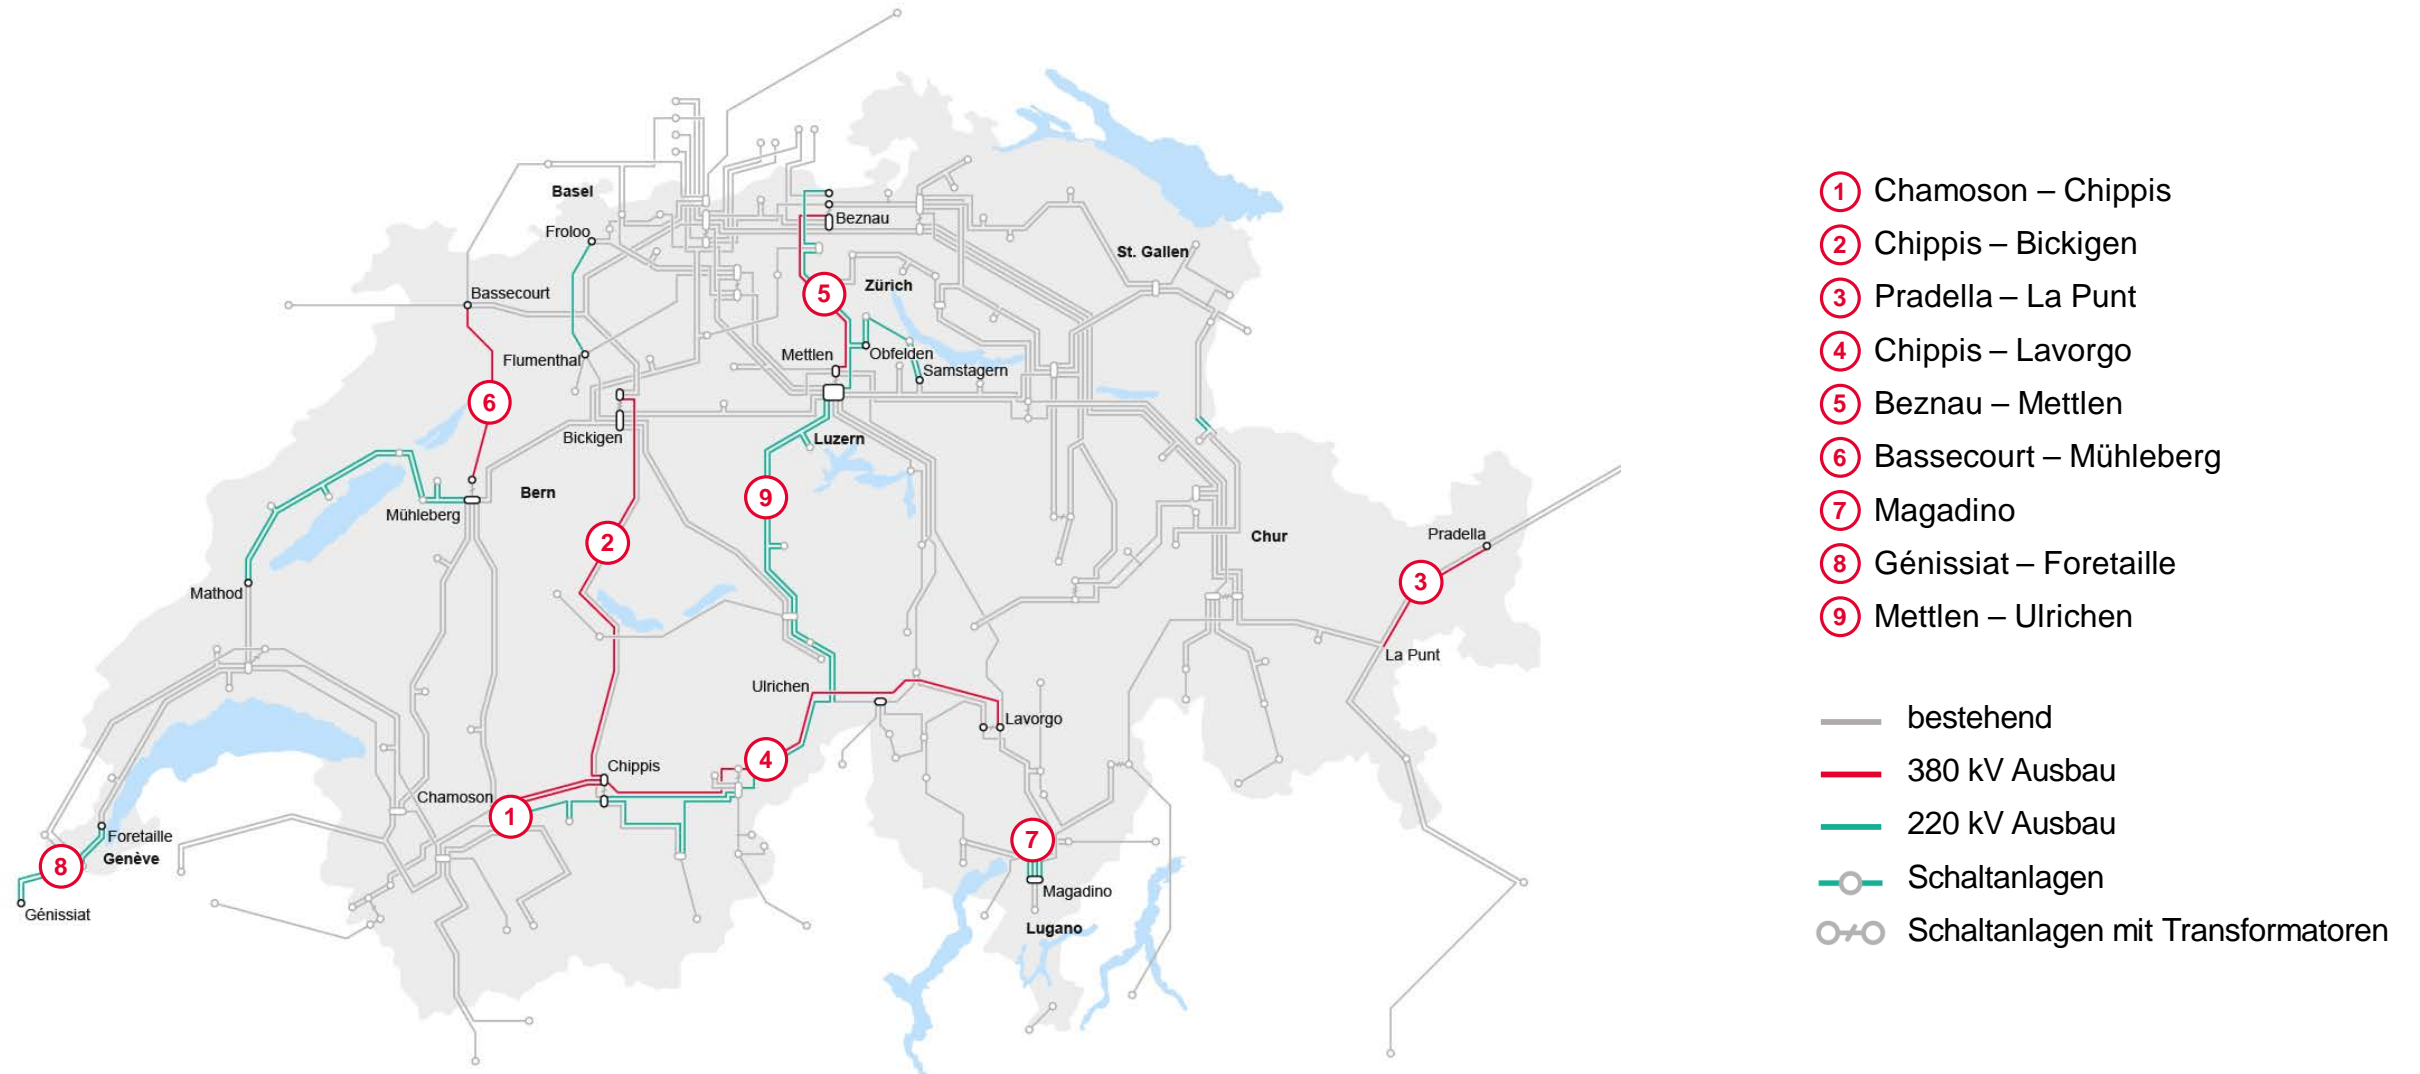 Basel
Beznau
Froloo
St. Gallen
Zürich
Bassecourt
5
Mettlen
Obfelden
Flumenthal
Samstagern
6
Bickigen
Luzern
Bern
9
Mühleberg
2
Chur
Pradella
Mathod
3
La Punt
Ulrichen
Lavorgo
4
Chippis
Chamoson
1
Foretaille
7
Genève
8
Magadino
Génissiat
Lugano
1 Chamoson – Chippis
2 Chippis – Bickigen
3 Pradella – La Punt
4 Chippis – Lavorgo
5 Beznau – Mettlen
6 Bassecourt – Mühleberg
7 Magadino
8 Génissiat – Foretaille
9 Mettlen – Ulrichen
bestehend
380 kV Ausbau
220 kV Ausbau
Schaltanlagen
Schaltanlagen mit Transformatoren